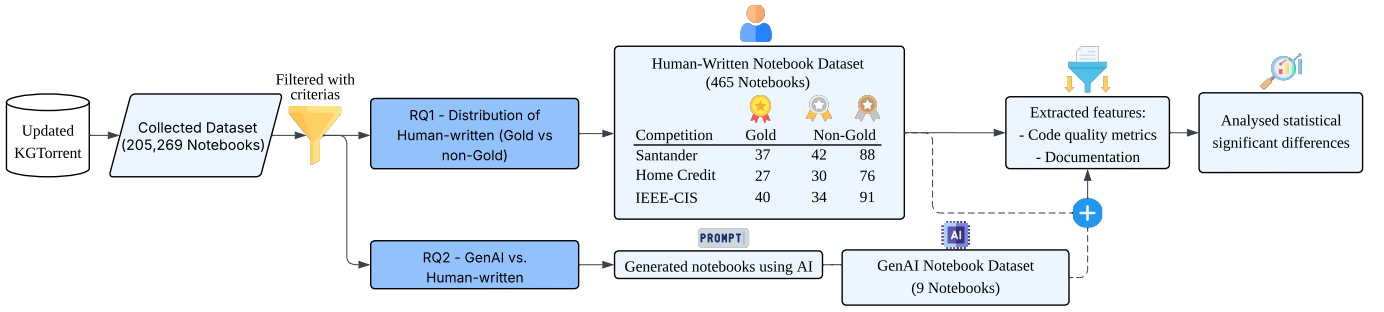 Updated
KGTorrent
Collected Dataset
(205,269 Notebooks)
Filtered with
criterias
RQ1 - Distribution of
Human-written (Gold vs
non-Gold)
Human-Written Notebook Dataset
(465 Notebooks)
Competition Gold Non-Gold
Santander 37 42 88
Home Credit 27 30 76
IEEE-CIS 40 34 91
Extracted features:
- Code quality metrics
- Documentation
Analysed statistical
significant differences
RQ2 - GenAI vs.
Human-written
PROMPT
Generated notebooks using AI
AI
GenAI Notebook Dataset
(9 Notebooks)